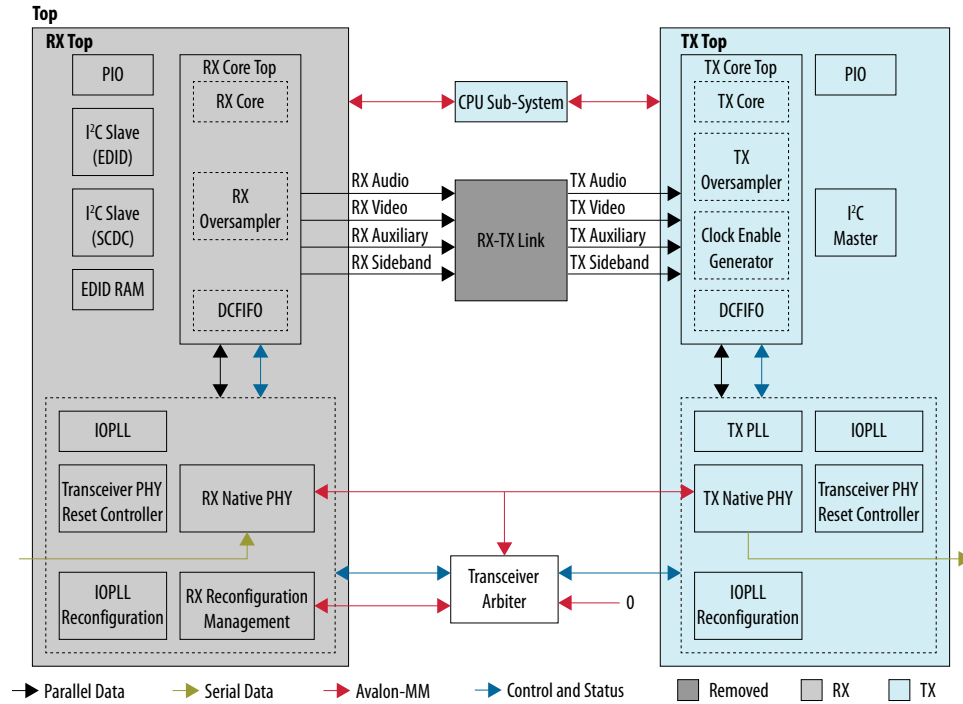 Top
RX Top
PIO
I²C Slave
(EDID)
I²C Slave
(SCDC)
EDID RAM
RX Core Top
RX Core
RX
Oversampler
DCFIFO
IOPLL
Transceiver PHY
Reset Controller
RX Native PHY
IOPLL
Reconfiguration
RX Reconfiguration
Management
CPU Sub-System
RX Audio
RX Video
RX Auxiliary
RX Sideband
RX-TX Link
TX Audio
TX Video
TX Auxiliary
TX Sideband
Transceiver
Arbiter
0
TX Top
TX Core Top
TX Core
TX
Oversampler
Clock Enable
Generator
DCFIFO
PIO
I²C
Master
TX PLL
IOPLL
TX Native PHY
Transceiver PHY
Reset Controller
IOPLL
Reconfiguration
Parallel Data
Serial Data
Avalon-MM
Control and Status
Removed
RX
TX